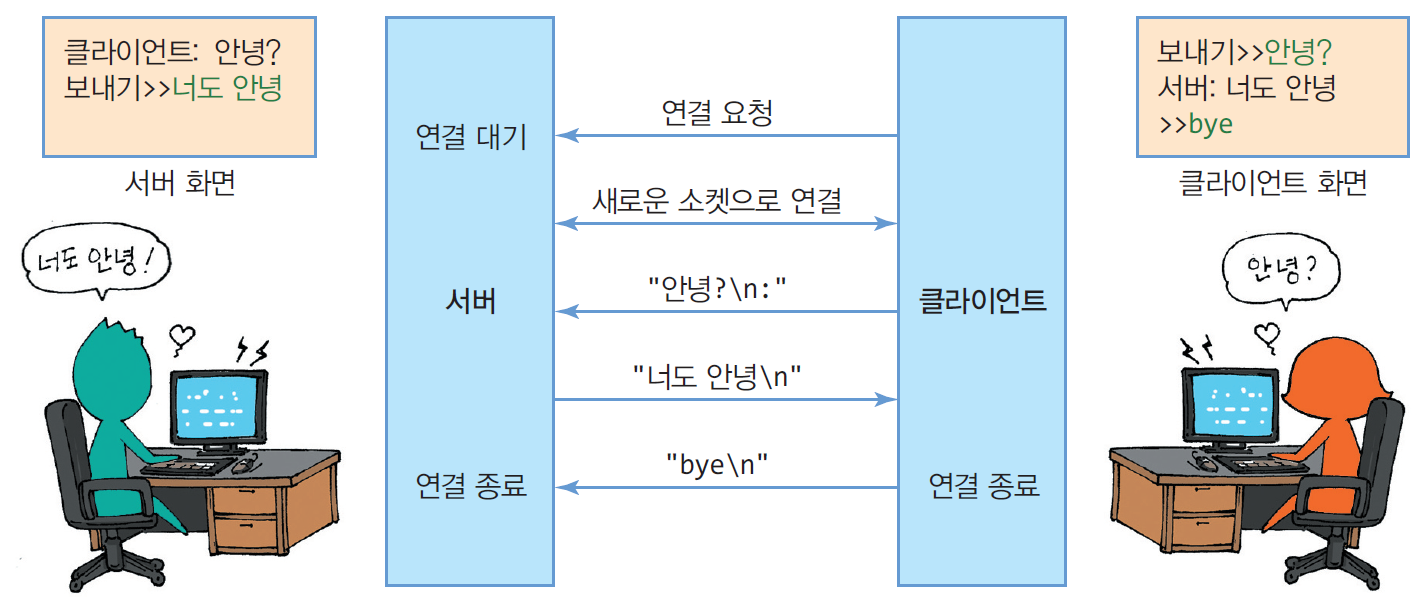 클라이언트: 안녕?
보내기>>너도 안녕
서버 화면
너도 안녕!
연결 대기
서버
연결 종료
연결 요청
새로운 소켓으로 연결
"안녕?\n:"
"너도 안녕\n"
"bye\n"
클라이언트
연결 종료
보내기>>안녕?
서버: 너도 안녕
>>bye
클라이언트 화면
안녕?